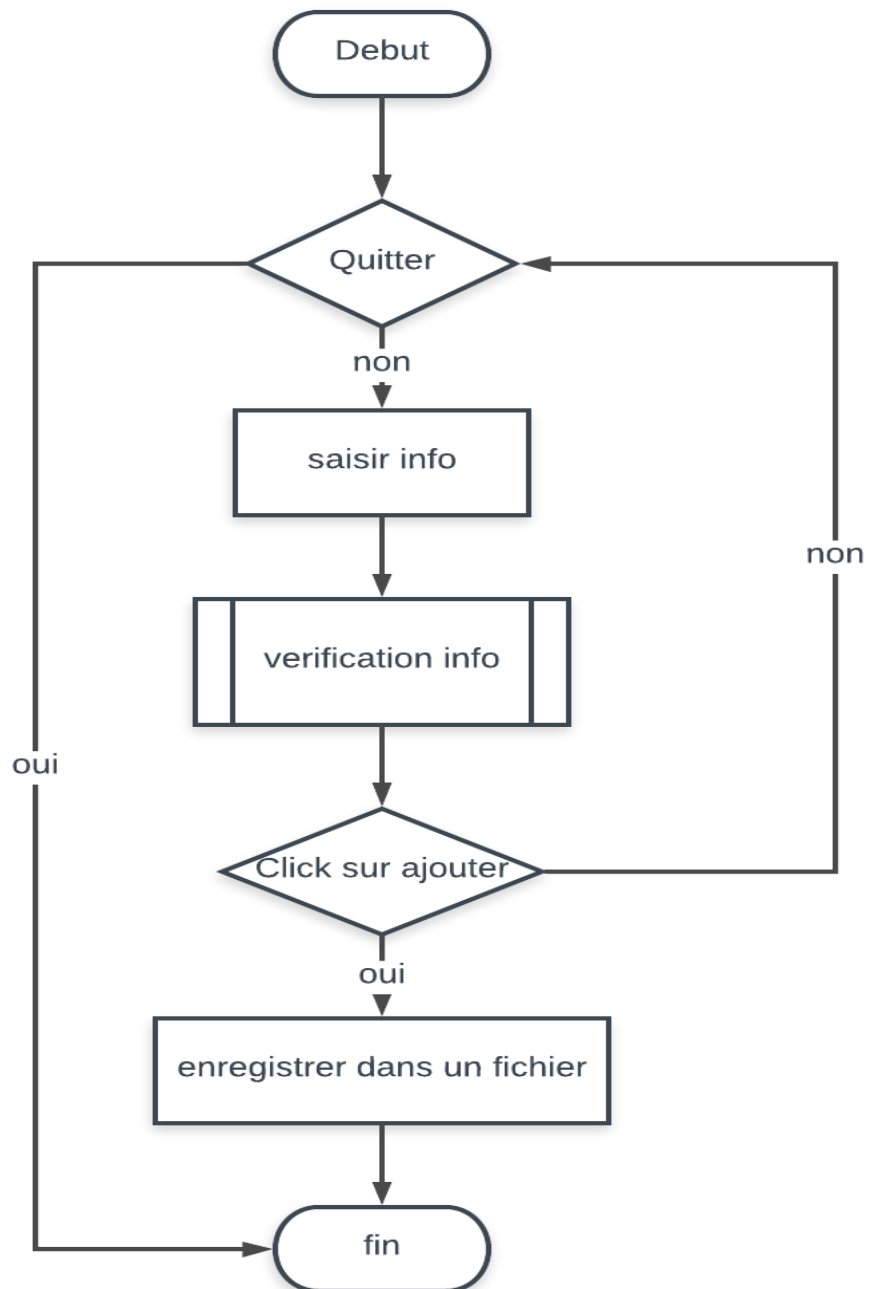 Debut
Quitter
non
saisir info
non
verification info
oui
Click sur ajouter
oui
enregistrer dans un fichier
fin